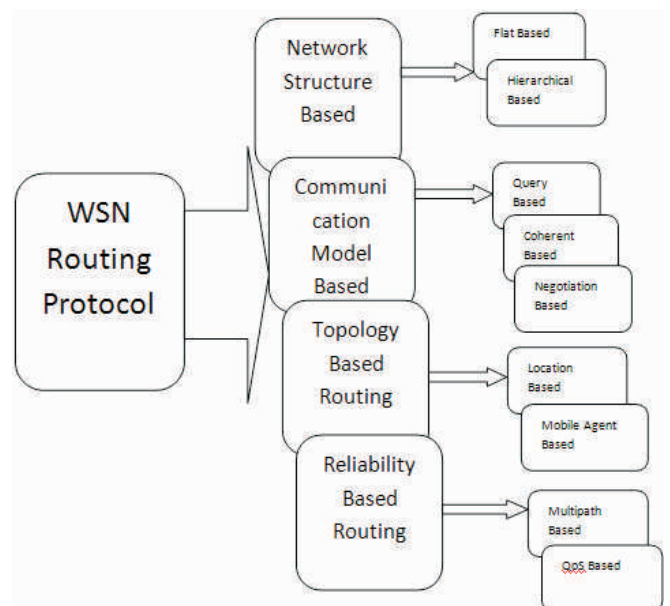 WSN
Routing
Protocol
Network
Structure
Based
Flat Based
Hierarchical
Based
Communi
cation
Model
Based
Query
Based
Coherent
Based
Negotiation
Based
Topology
Based
Routing
Location
Based
Mobile Agent
Based
Reliability
Based
Routing
Multipath
Based
QoS Based